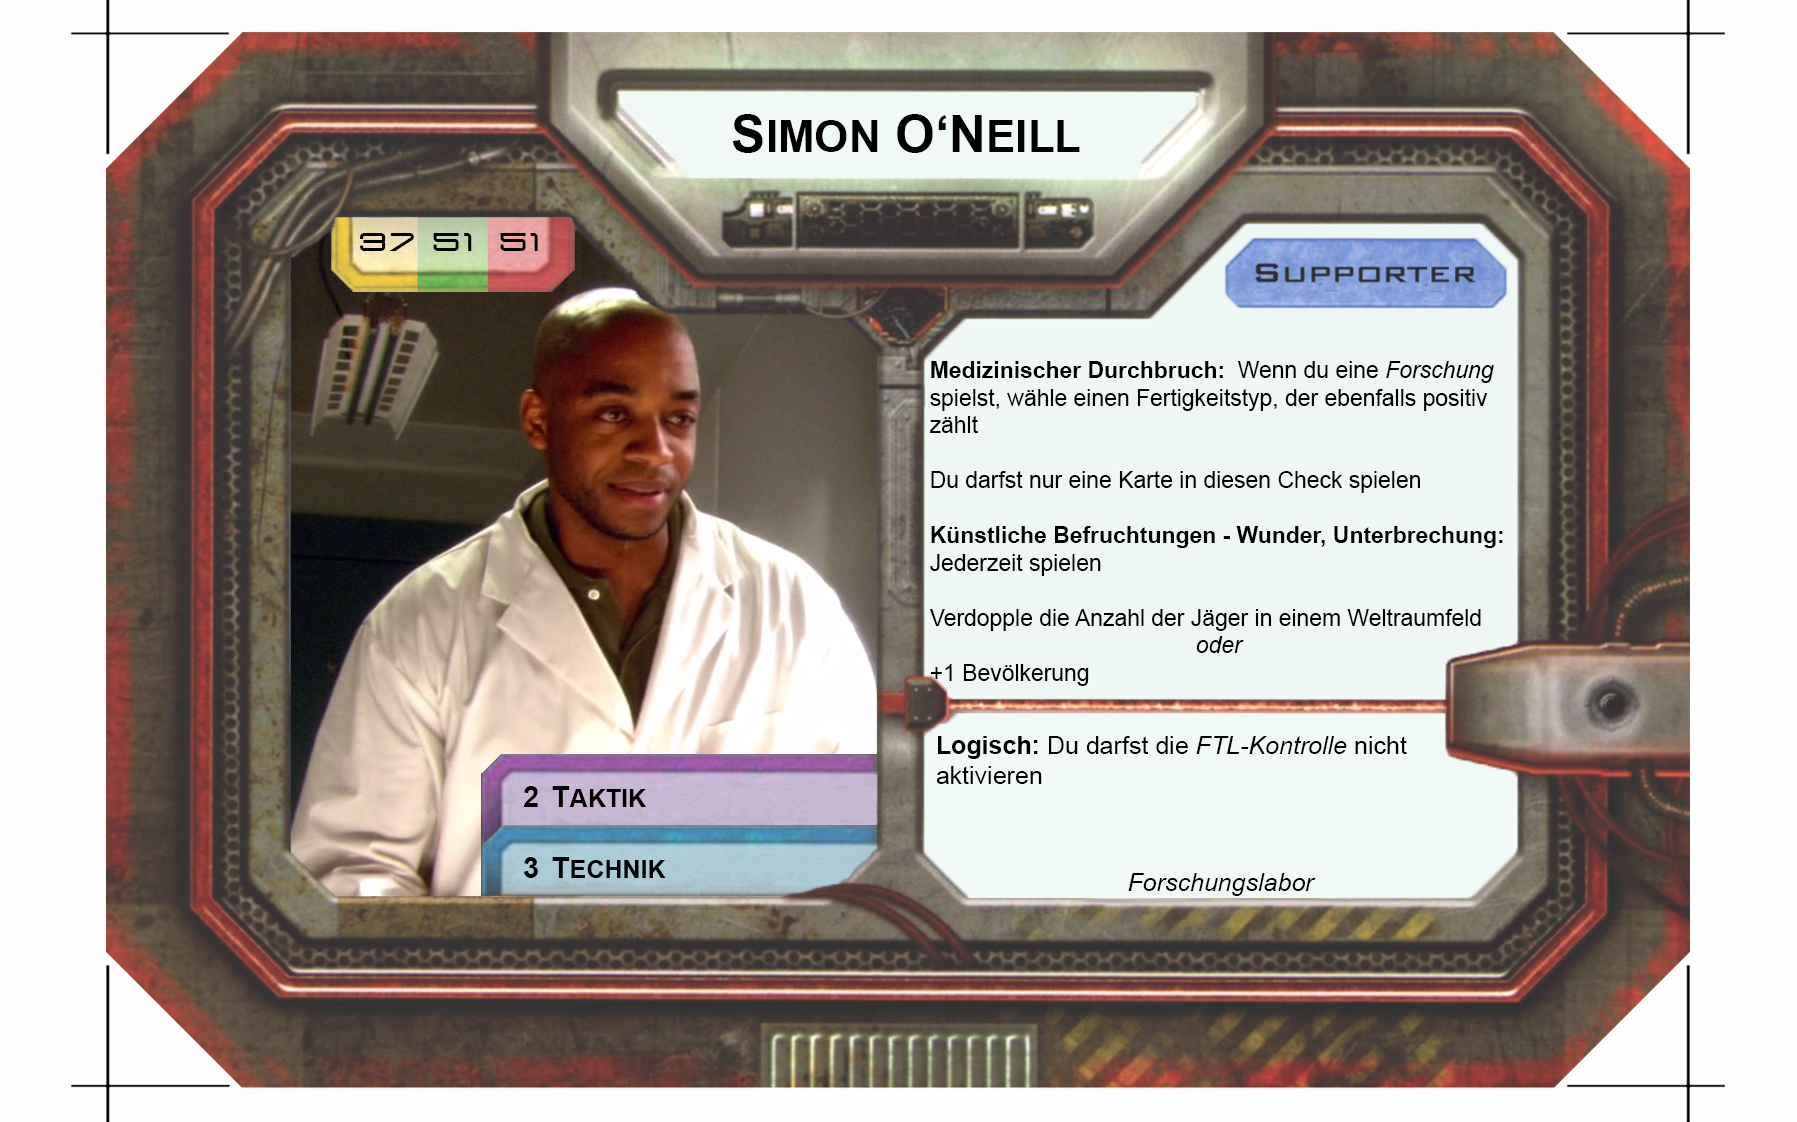 SIMON O‘NEILL
37 51 51
SUPPORTER
Medizinischer Durchbruch: Wenn du eine Forschung
spielst, wähle einen Fertigkeitstyp, der ebenfalls positiv
zählt
Du darfst nur eine Karte in diesen Check spielen
Künstliche Befruchtungen - Wunder, Unterbrechung:
Jederzeit spielen
Verdopple die Anzahl der Jäger in einem Weltraumfeld
oder
+1 Bevölkerung
Logisch: Du darfst die FTL-Kontrolle nicht
aktivieren
Forschungslabor
2 TAKTIK
3 TECHNIK